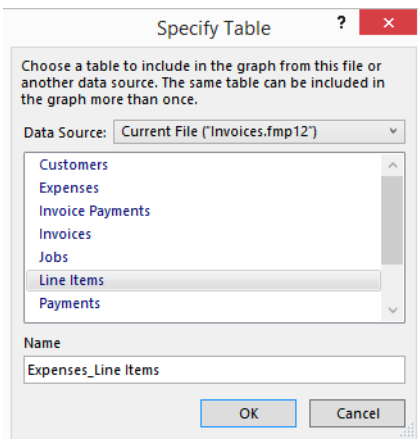 Specify Table
?
×
Choose a table to include in the graph from this file or
another data source. The same table can be included in
the graph more than once.
Data Source: Current File ("Invoices.fmp12")
Customers
Expenses
Invoice Payments
Invoices
Jobs
Line Items
Payments
Name
Expenses_Line Items
OK Cancel